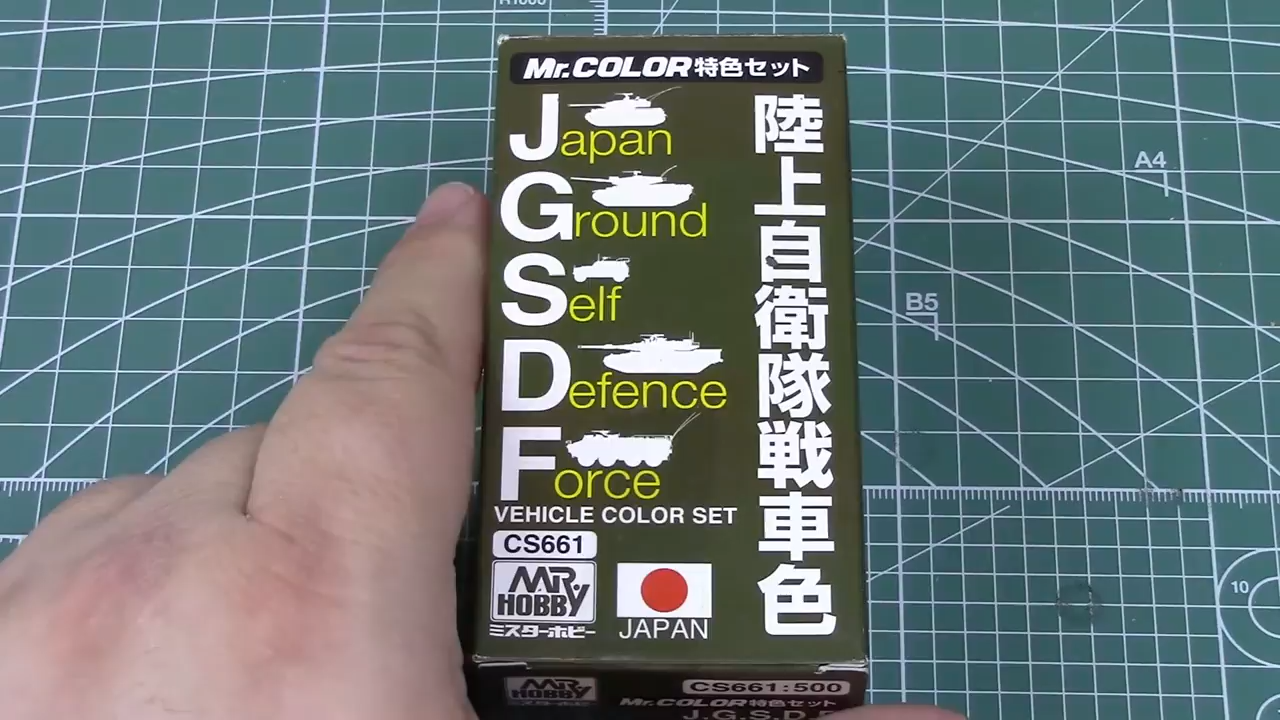 Mr.COLOR特色セット
Japan
Ground
Self
Defence
Force
陸上自衛隊戦車色
VEHICLE COLOR SET
CS661
MR.HOBBY
ミスターホビー
JAPAN
MR.HOBBY
CS661:500
Mr.COLOR特色セット
J.G.S.D.F
A4
B5
10